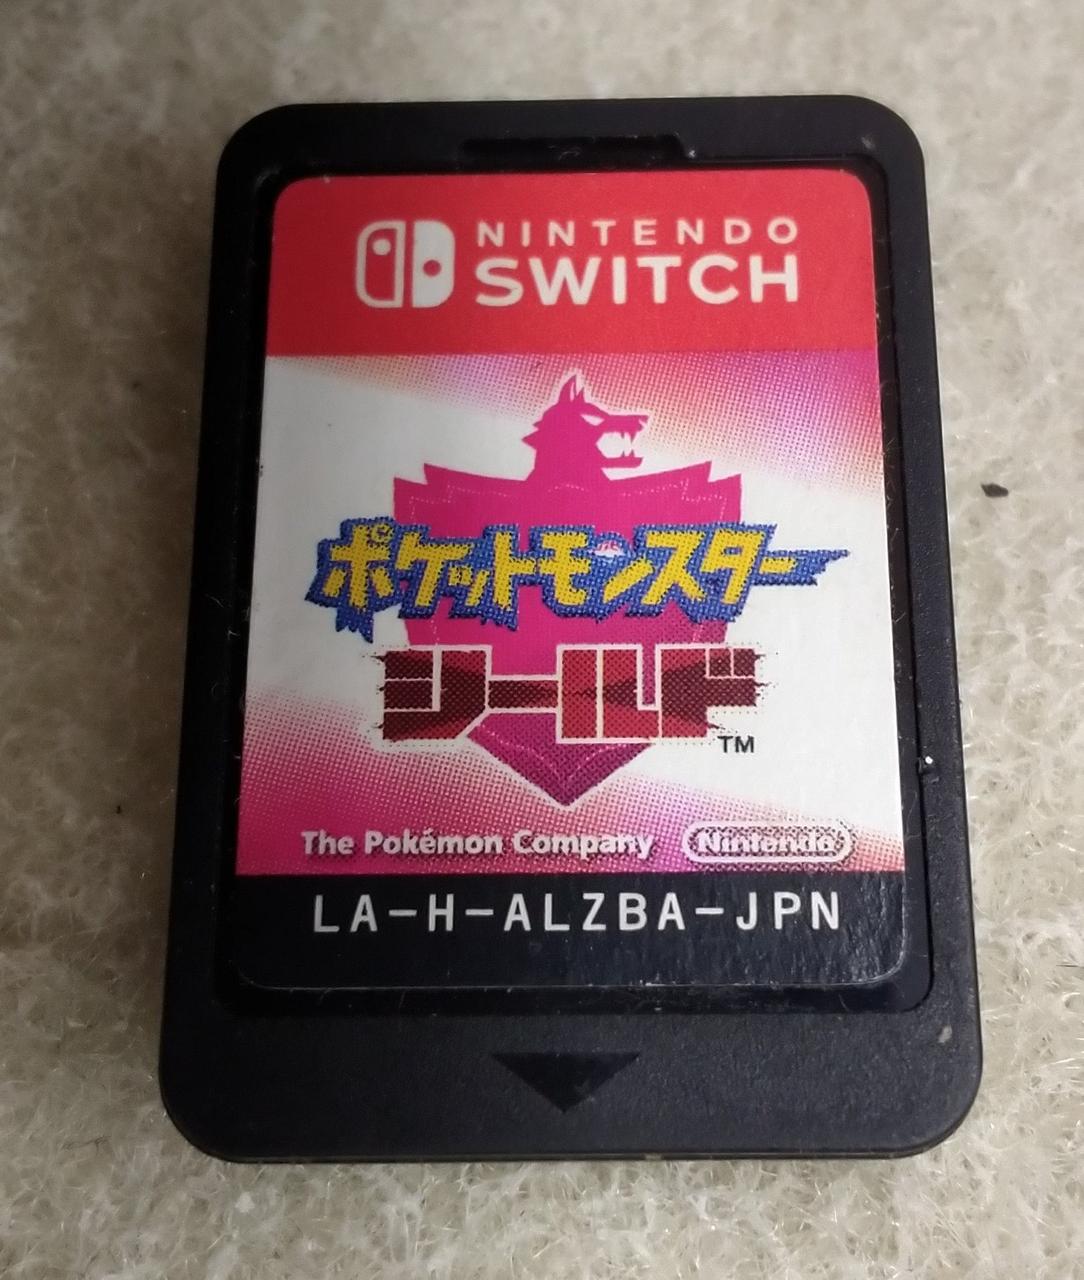 NINTENDO
SWITCH
ポケットモンスター
シールド
TM
The Pokémon Company Nintendo
LA-H-ALZBA-JPN